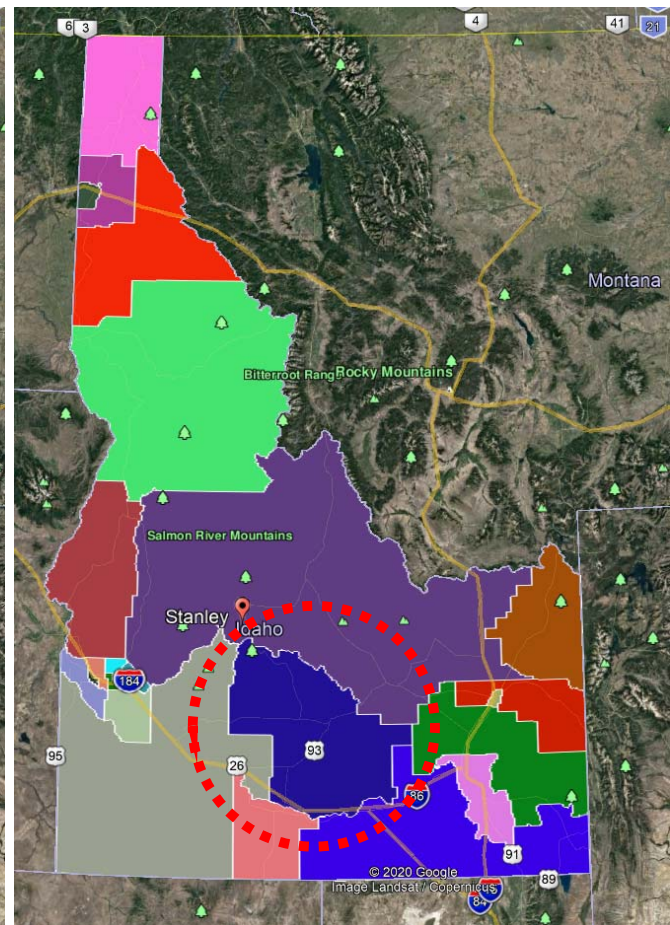 6
3
4
41
21
Montana
Bitterroot Range
Rocky Mountains
Salmon River Mountains
Stanley
Idaho
184
95
93
26
86
91
© 2020 Google
89
Image Landsat / Copernicus
84